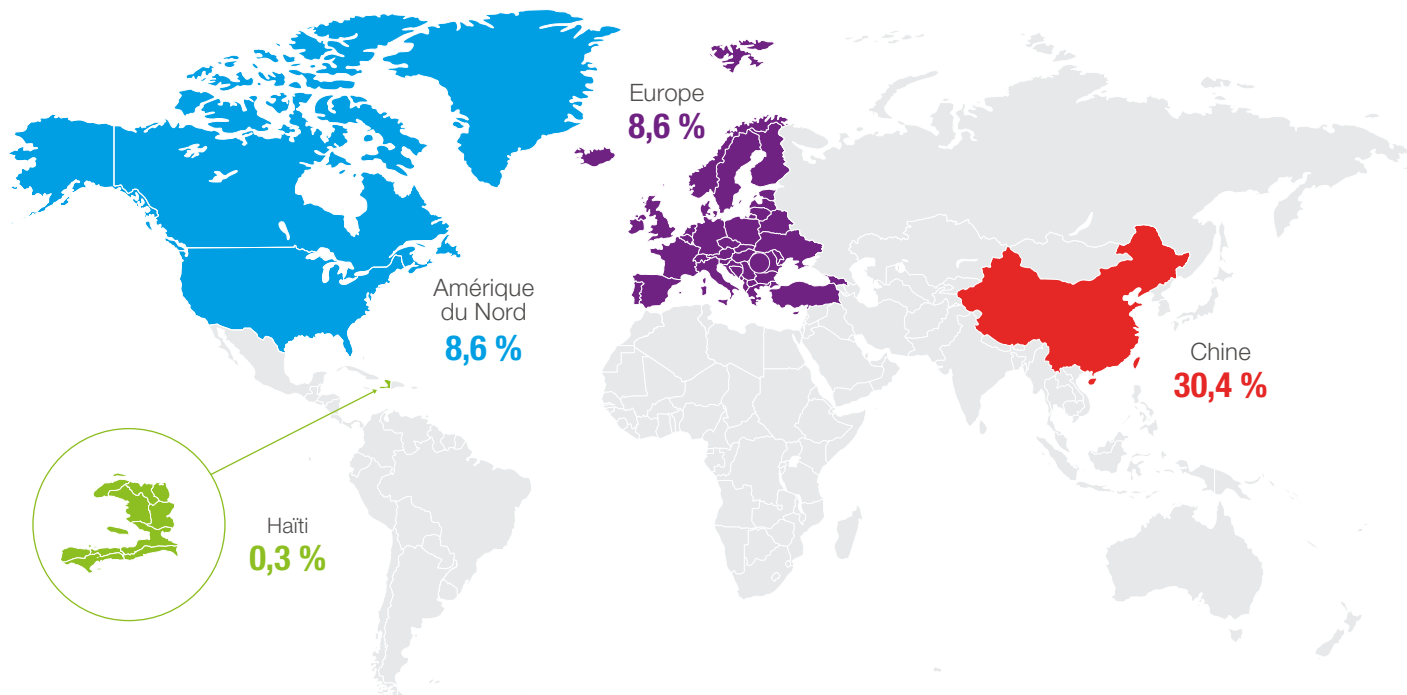 Europe
8,6 %
Amérique
du Nord
8,6 %
Chine
30,4 %
Haïti
0,3 %